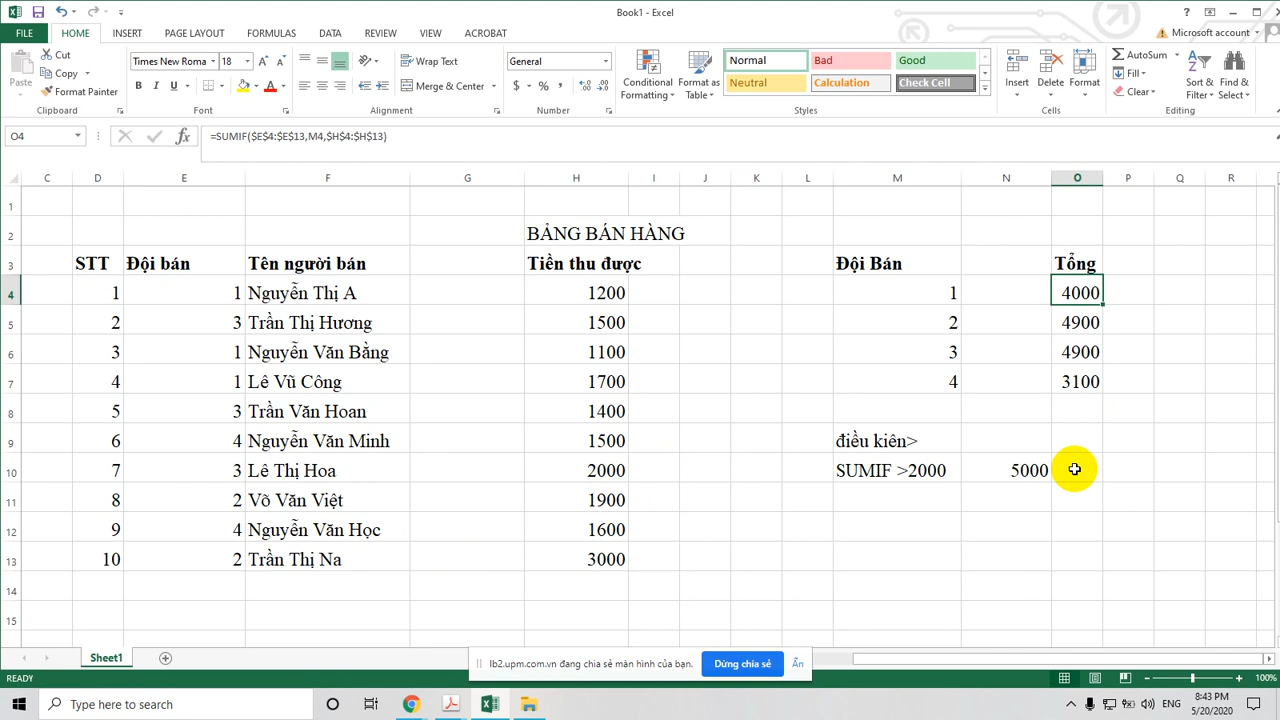 Book1 - Excel
FILE HOME INSERT PAGE LAYOUT FORMULAS DATA REVIEW VIEW ACROBAT Microsoft account
Paste Cut Copy Format Painter Clipboard
Times New Roma 18 B I U Font
Wrap Text Merge & Center Alignment
General $ % Number
Conditional Formatting Format as Table
Normal Bad Good
Neutral Calculation Check Cell
Styles
Insert Delete Format Cells
AutoSum Fill Clear Sort & Filter Find & Select Editing
O4 fx =SUMIF($E$4:$E$13,M4,$H$4:$H$13)
C D E F G H I J K L M N O P Q R
1
2 BẢNG BÁN HÀNG
3 STT Đội bán Tên người bán Tiền thu được Đội Bán Tổng
4 1 1 Nguyễn Thị A 1200 1 4000
5 2 3 Trần Thị Hương 1500 2 4900
6 3 1 Nguyễn Văn Bằng 1100 3 4900
7 4 1 Lê Vũ Công 1700 4 3100
8 5 3 Trần Văn Hoan 1400
9 6 4 Nguyễn Văn Minh 1500 điều kiên>
10 7 3 Lê Thị Hoa 2000 SUMIF >2000 5000
11 8 2 Võ Văn Việt 1900
12 9 4 Nguyễn Văn Học 1600
13 10 2 Trần Thị Na 3000
14
15
Sheet1
lb2.upm.com.vn đang chia sẻ màn hình của bạn. Dừng chia sẻ Ẩn
READY 100%
Type here to search ENG 8:43 PM
5/20/2020